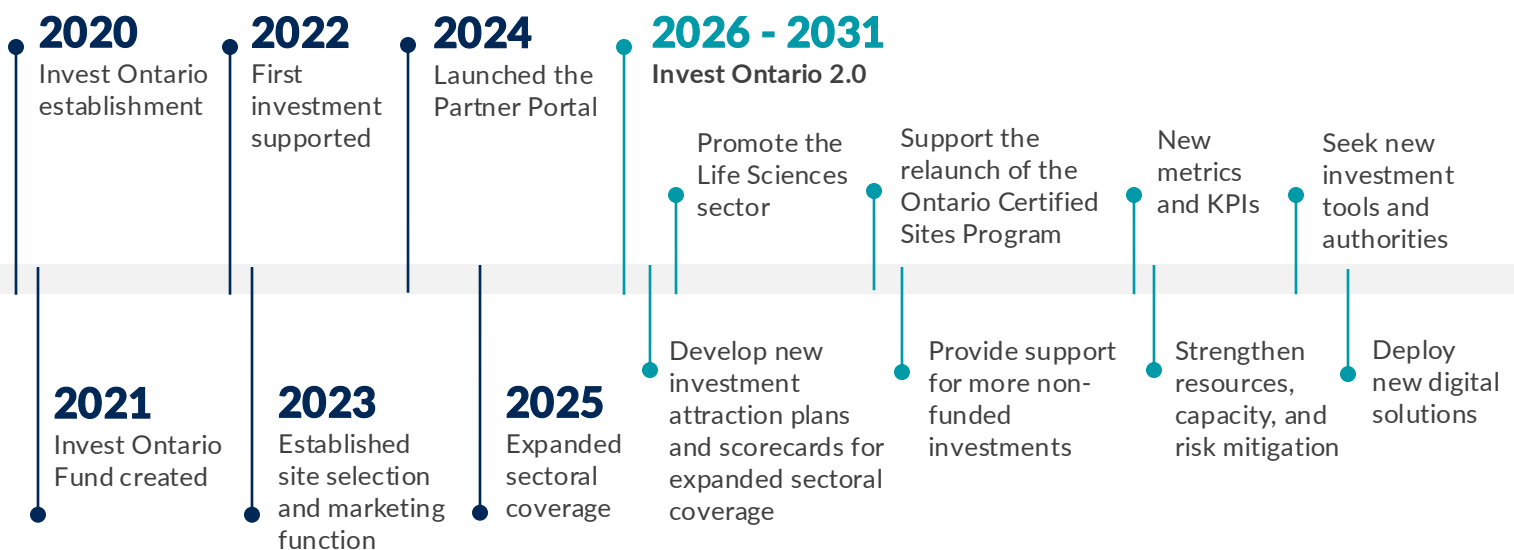 2020
Invest Ontario
establishment
2022
First
investment
supported
2024
Launched the
Partner Portal
2026 - 2031
Invest Ontario 2.0
Promote the
Life Sciences
sector
Support the
relaunch of the
Ontario Certified
Sites Program
New
metrics
and KPIs
Seek new
investment
tools and
authorities
2021
Invest Ontario
Fund created
2023
Established
site selection
and marketing
function
2025
Expanded
sectoral
coverage
Develop new
investment
attraction plans
and scorecards for
expanded sectoral
coverage
Provide support
for more non-
funded
investments
Strengthen
resources,
capacity, and
risk mitigation
Deploy
new digital
solutions